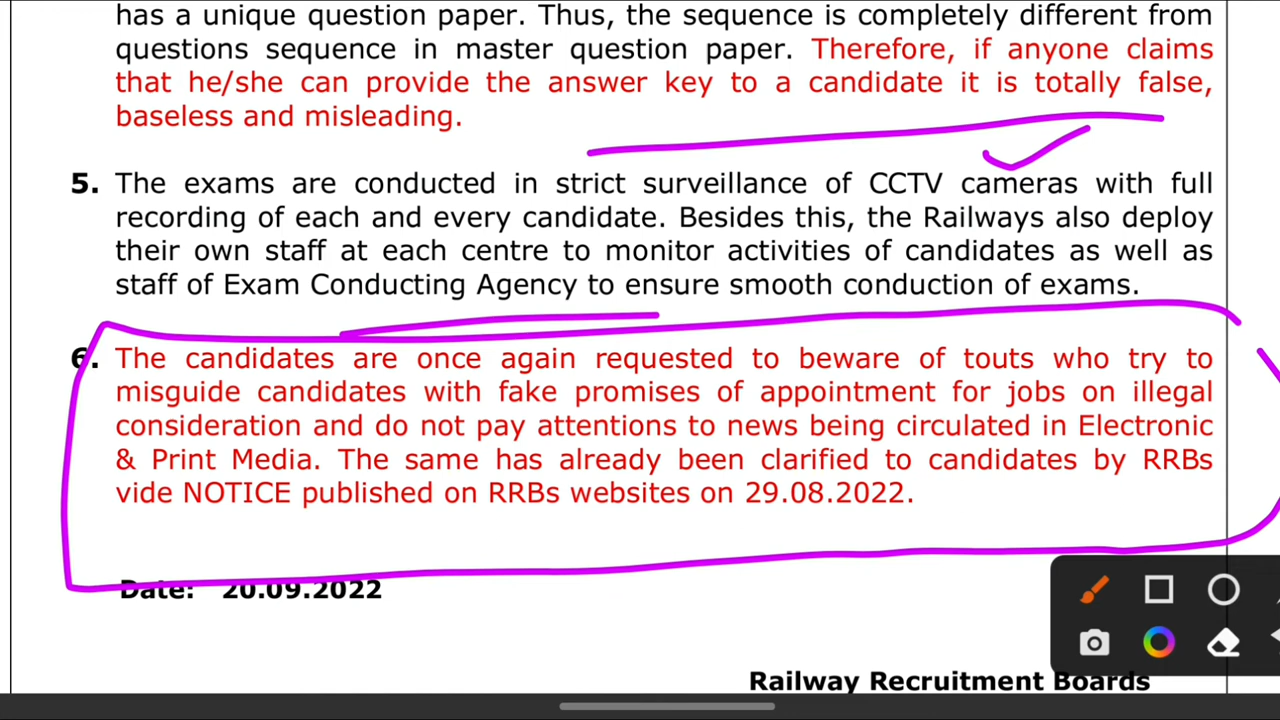 has a unique question paper. Thus, the sequence is completely different from
questions sequence in master question paper. Therefore, if anyone claims
that he/she can provide the answer key to a candidate it is totally false,
baseless and misleading.
5. The exams are conducted in strict surveillance of CCTV cameras with full
recording of each and every candidate. Besides this, the Railways also deploy
their own staff at each centre to monitor activities of candidates as well as
staff of Exam Conducting Agency to ensure smooth conduction of exams.
6. The candidates are once again requested to beware of touts who try to
misguide candidates with fake promises of appointment for jobs on illegal
consideration and do not pay attentions to news being circulated in Electronic
& Print Media. The same has already been clarified to candidates by RRBs
vide NOTICE published on RRBs websites on 29.08.2022.
Date: 20.09.2022
Railway Recruitment Boards